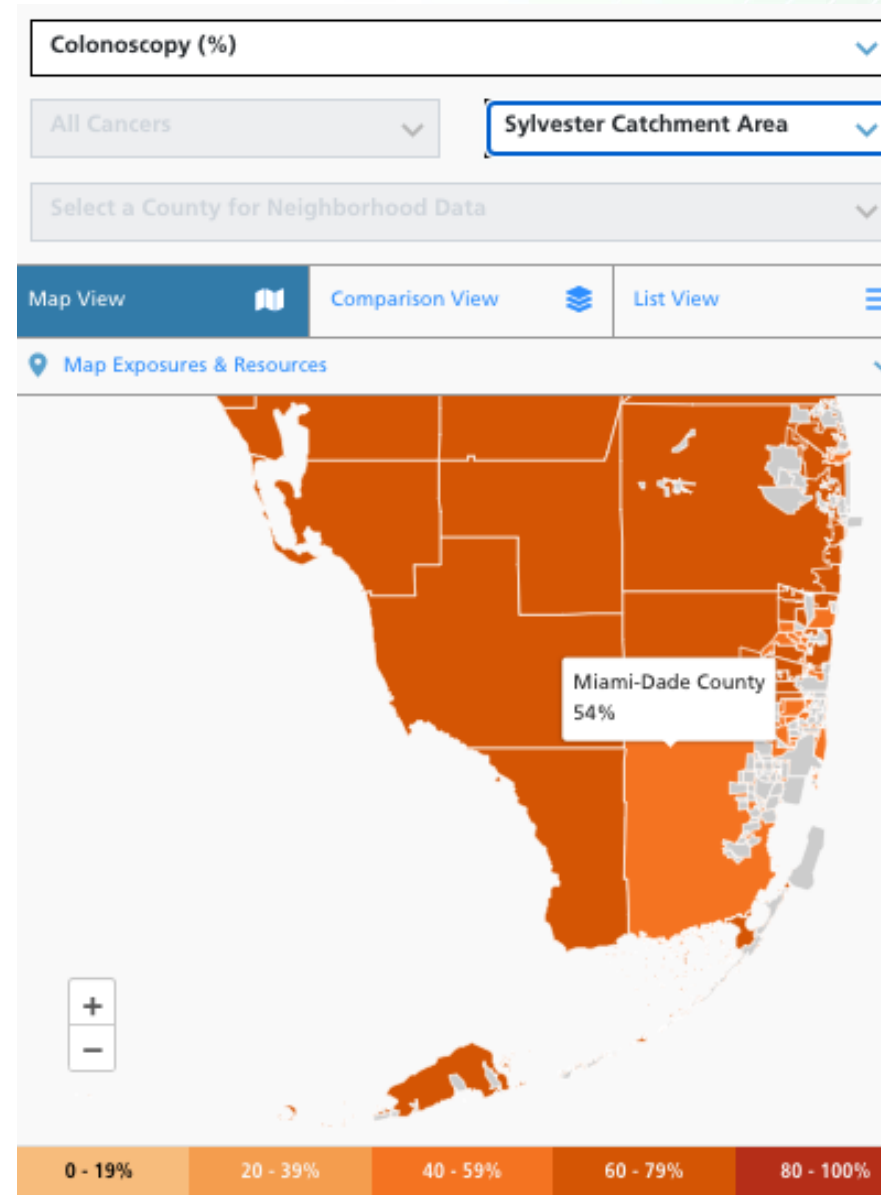 Colonoscopy (%)
All Cancers
Sylvester Catchment Area
Select a County for Neighborhood Data
Map View
Comparison View
List View
Map Exposures & Resources
Miami-Dade County
54%
+
−
0 - 19%
20 - 39%
40 - 59%
60 - 79%
80 - 100%